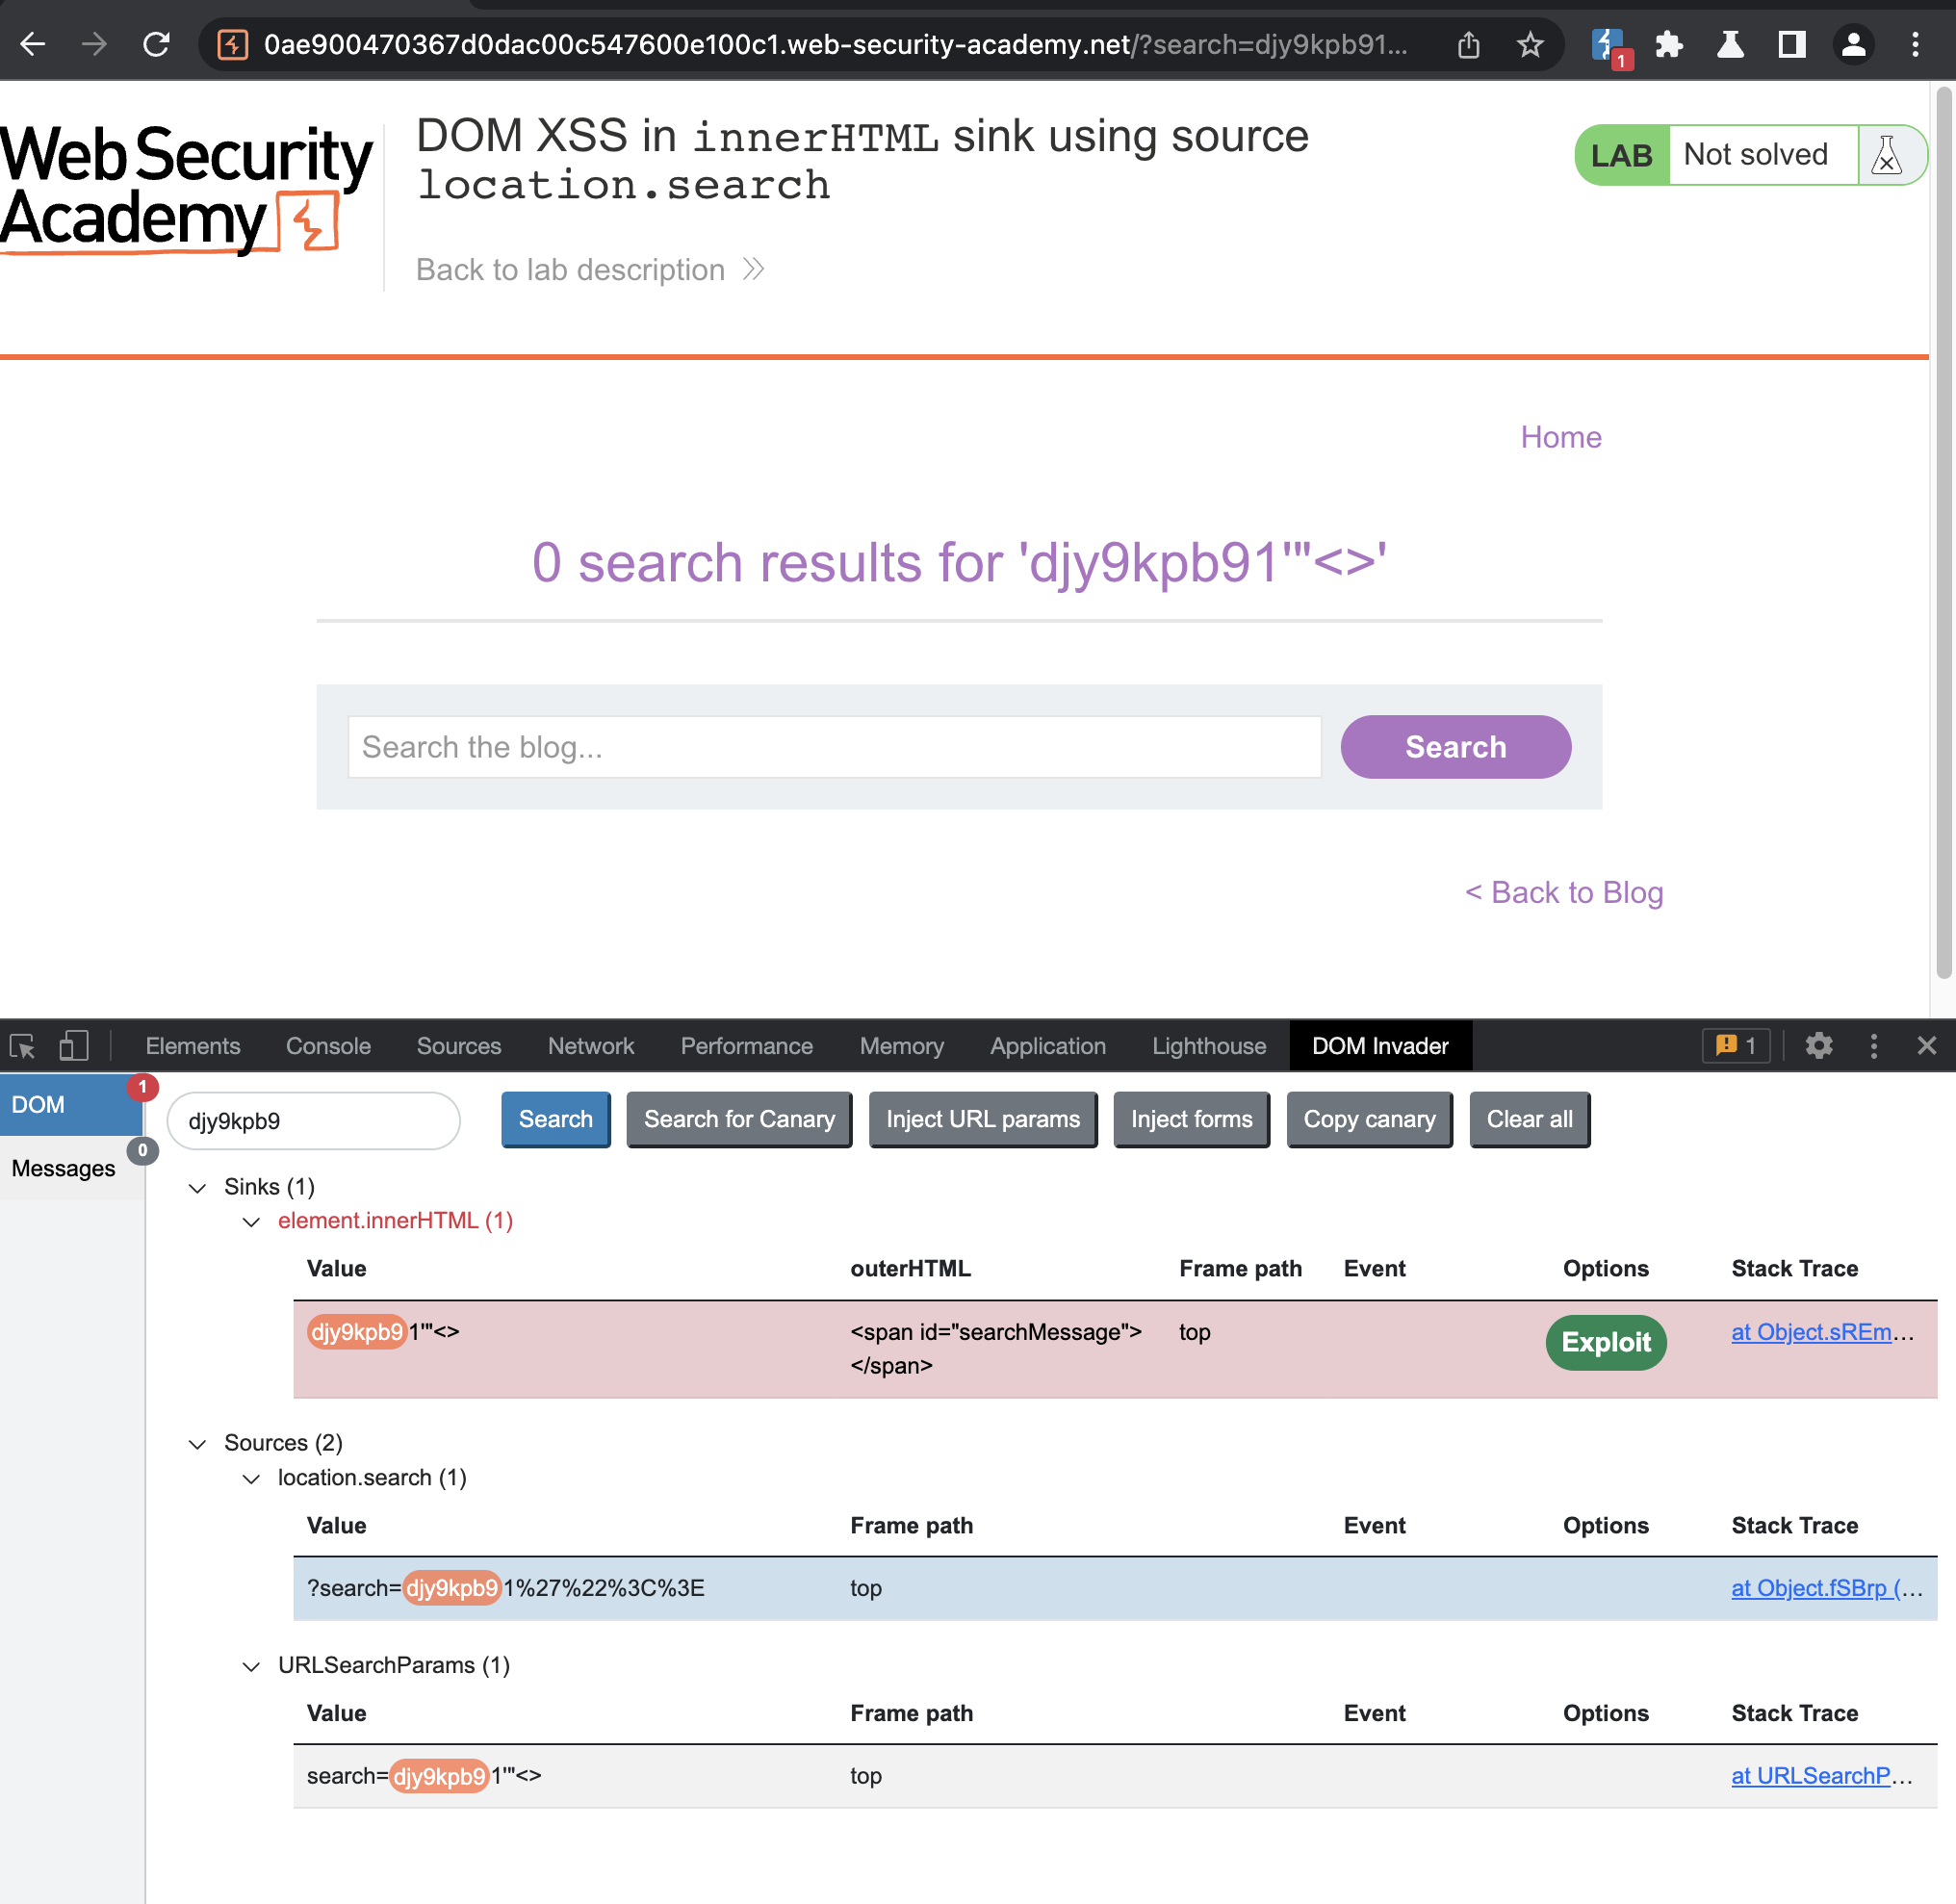 0ae900470367d0dac00c547600e100c1.web-security-academy.net/?search=djy9kpb91...
1
Web Security
Academy
DOM XSS in innerHTML sink using source
location.search
LAB Not solved
Back to lab description
Home
0 search results for 'djy9kpb91'"<>'
Search the blog...
Search
< Back to Blog
Elements Console Sources Network Performance Memory Application Lighthouse DOM Invader 1
DOM 1
Messages 0
djy9kpb9 Search Search for Canary Inject URL params Inject forms Copy canary Clear all
Sinks (1)
element.innerHTML (1)
Value outerHTML Frame path Event Options Stack Trace
djy9kpb91'"<> <span id="searchMessage"> top Exploit at Object.sREm...
</span>
Sources (2)
location.search (1)
Value Frame path Event Options Stack Trace
?search=djy9kpb91%27%22%3C%3E top at Object.fSBrp (...
URLSearchParams (1)
Value Frame path Event Options Stack Trace
search=djy9kpb91'"<> top at URLSearchP...